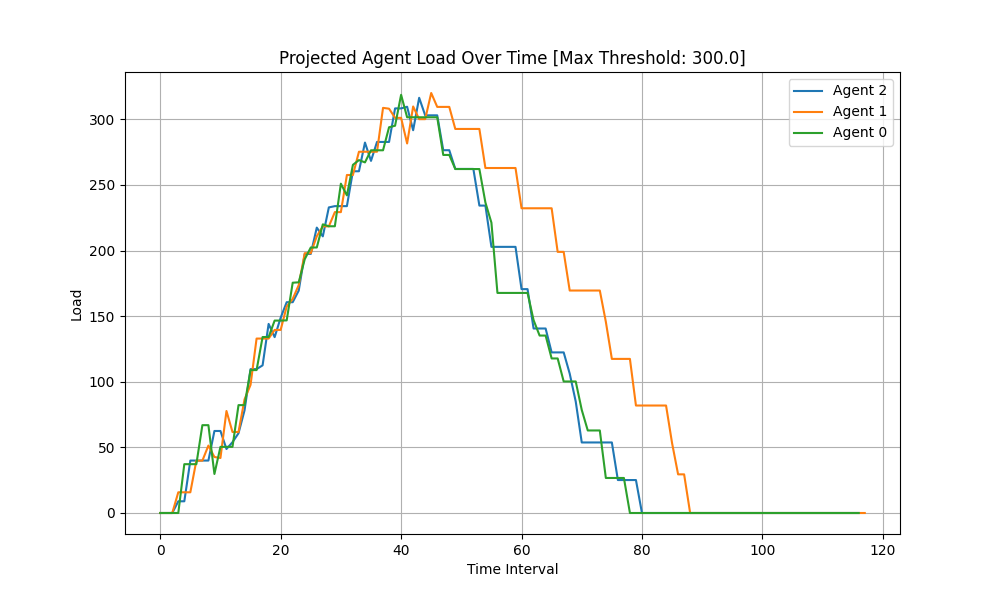 Projected Agent Load Over Time [Max Threshold: 300.0]
Agent 2
Agent 1
Agent 0
300
250
200
150
100
50
0
Load
0 20 40 60 80 100 120
Time Interval